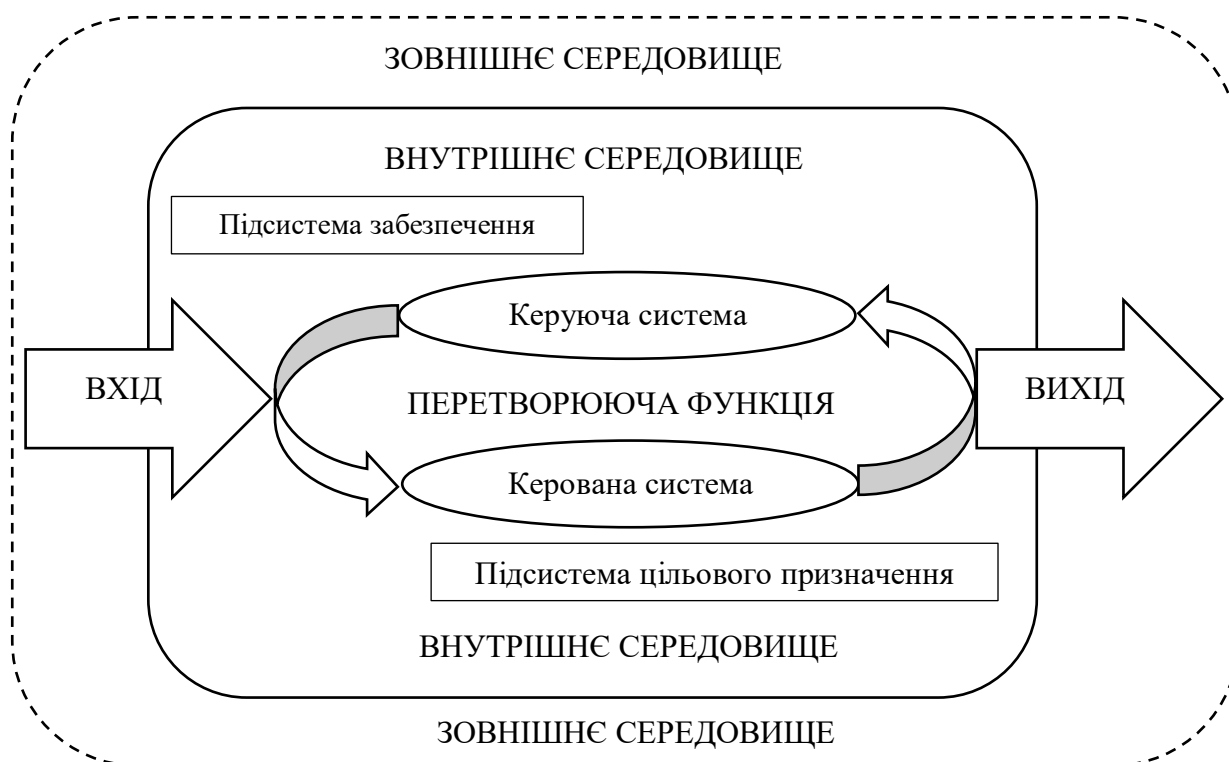 ЗОВНІШНЄ СЕРЕДОВИЩЕ
ВНУТРІШНЄ СЕРЕДОВИЩЕ
Підсистема забезпечення
Керуюча система
ВХІД
ПЕРЕТВОРЮЮЧА ФУНКЦІЯ
ВИХІД
Керована система
Підсистема цільового призначення
ВНУТРІШНЄ СЕРЕДОВИЩЕ
ЗОВНІШНЄ СЕРЕДОВИЩЕ